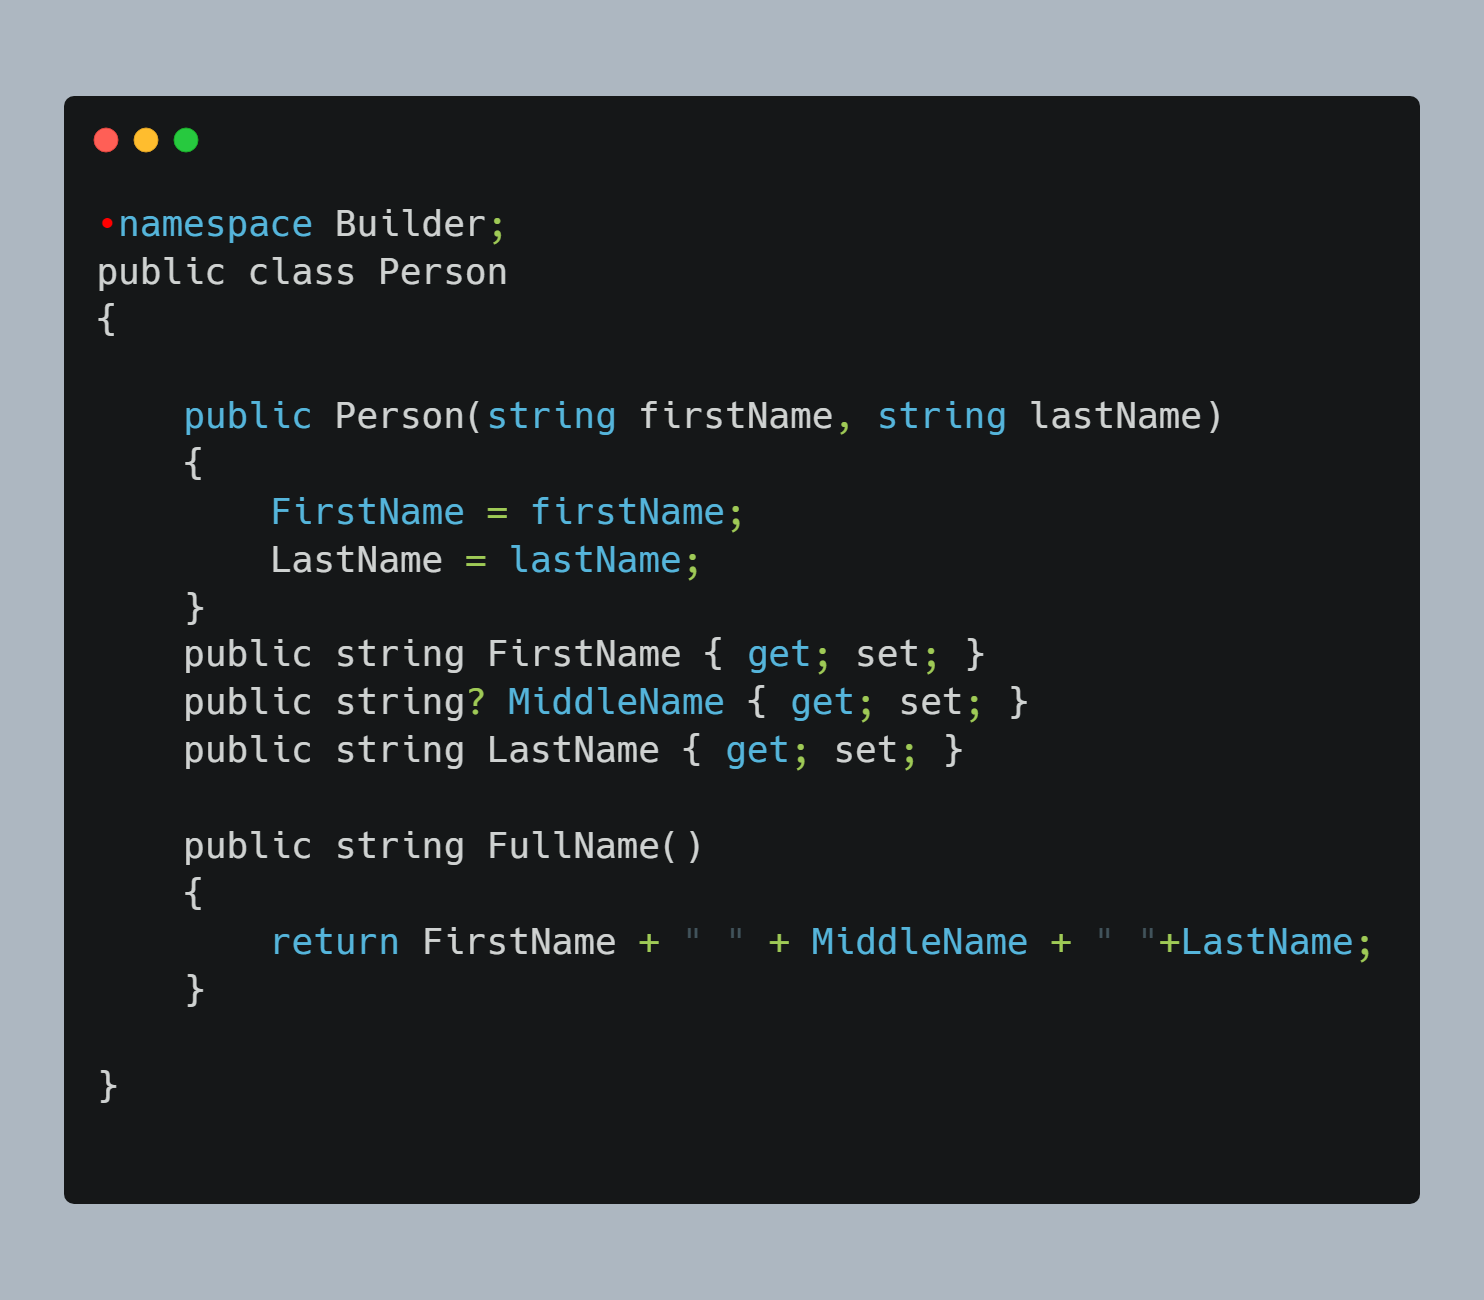 •namespace Builder;
public class Person
{

    public Person(string firstName, string lastName)
    {
        FirstName = firstName;
        LastName = lastName;
    }
    public string FirstName { get; set; }
    public string? MiddleName { get; set; }
    public string LastName { get; set; }

    public string FullName()
    {
        return FirstName + " " + MiddleName + " "+LastName;
    }

}